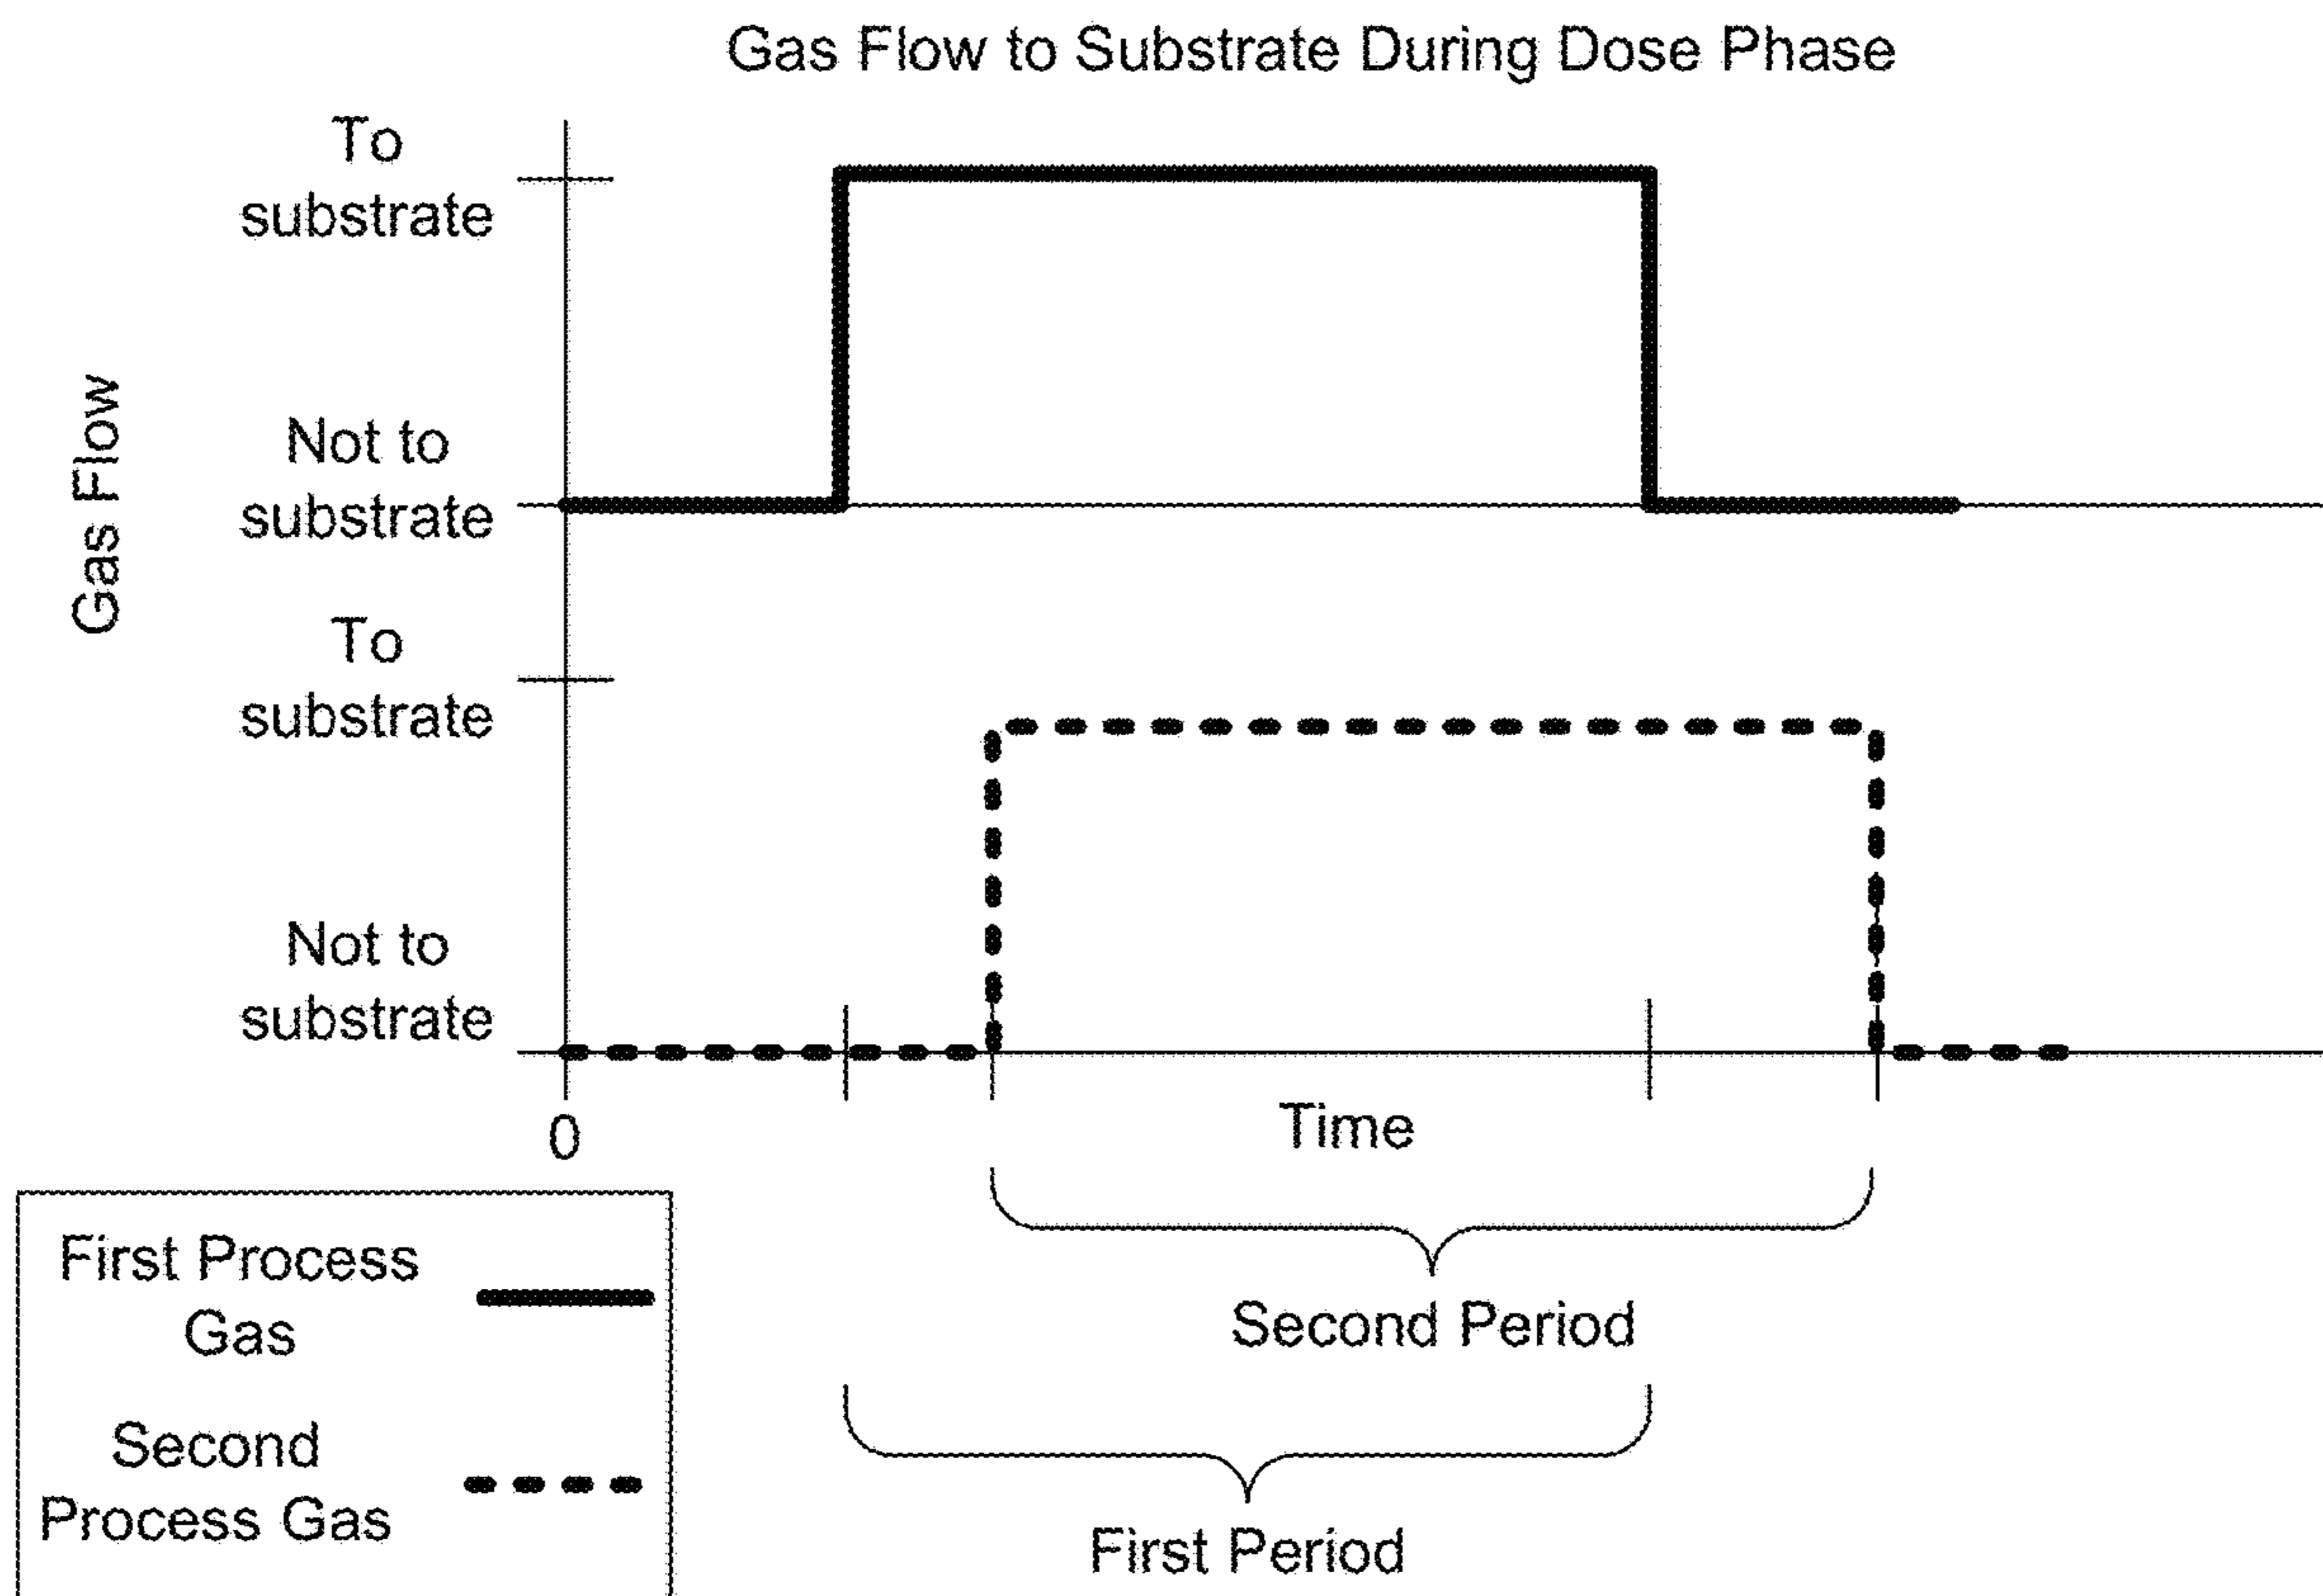 Gas Flow to Substrate During Dose Phase
To
substrate
Not to
substrate
Gas Flow
To
substrate
Not to
substrate
0
Time
Second Period
First Period
First Process
Gas
Second
Process Gas